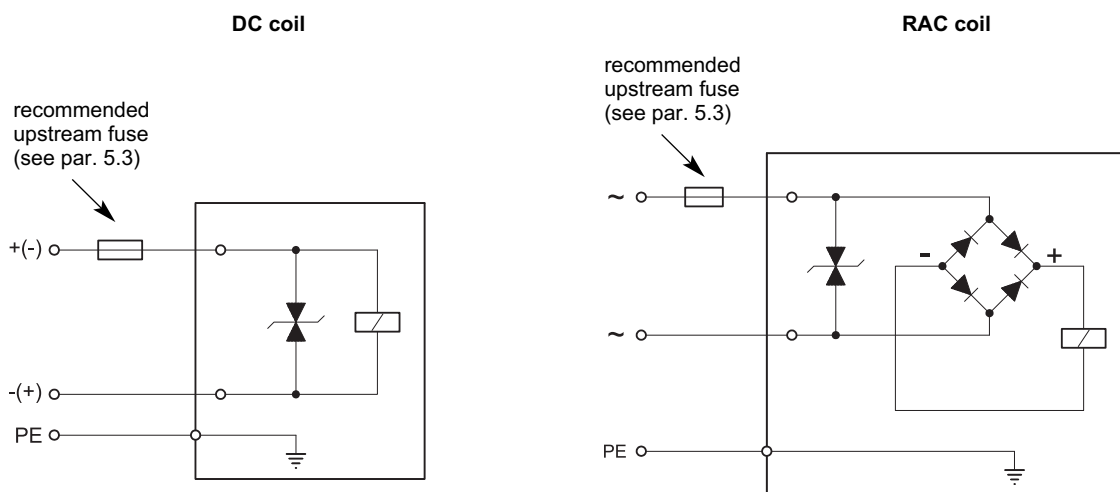 DC coil
recommended
upstream fuse
(see par. 5.3)
+(-)
-(+)
PE
RAC coil
recommended
upstream fuse
(see par. 5.3)
~
-
+
~
PE